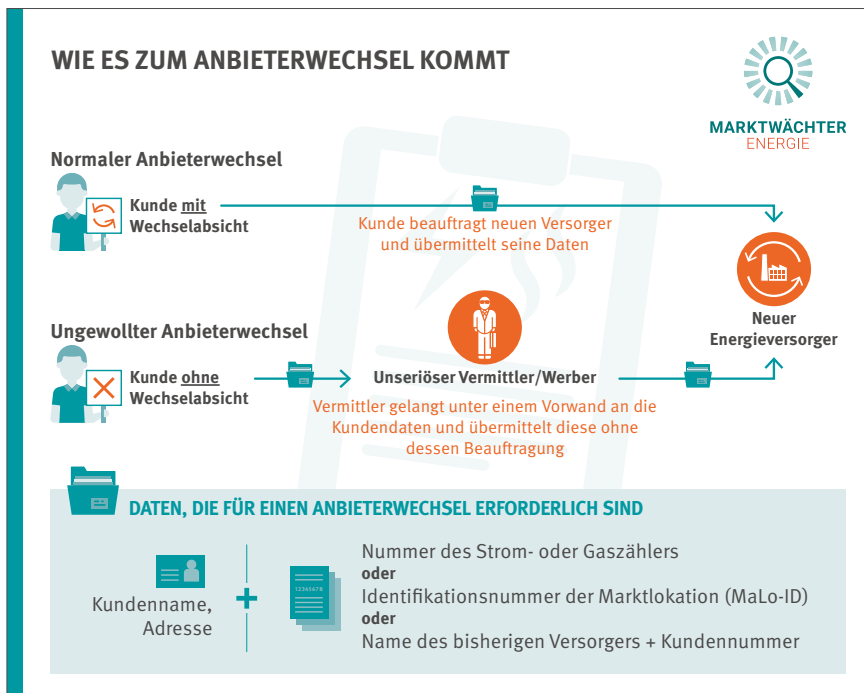 WIE ES ZUM ANBIETERWECHSEL KOMMT
MARKTWÄCHTER
ENERGIE
Normaler Anbieterwechsel
Kunde mit
Wechselabsicht
Kunde beauftragt neuen Versorger
und übermittelt seine Daten
Neuer
Energieversorger
Ungewollter Anbieterwechsel
Kunde ohne
Wechselabsicht
Unseriöser Vermittler/Werber
Vermittler gelangt unter einem Vorwand an die
Kundendaten und übermittelt diese ohne
dessen Beauftragung
DATEN, DIE FÜR EINEN ANBIETERWECHSEL ERFORDERLICH SIND
Kundenname,
Adresse
+
12345678
Nummer des Strom- oder Gaszählers
oder
Identifikationsnummer der Marktlokation (MaLo-ID)
oder
Name des bisherigen Versorgers + Kundennummer